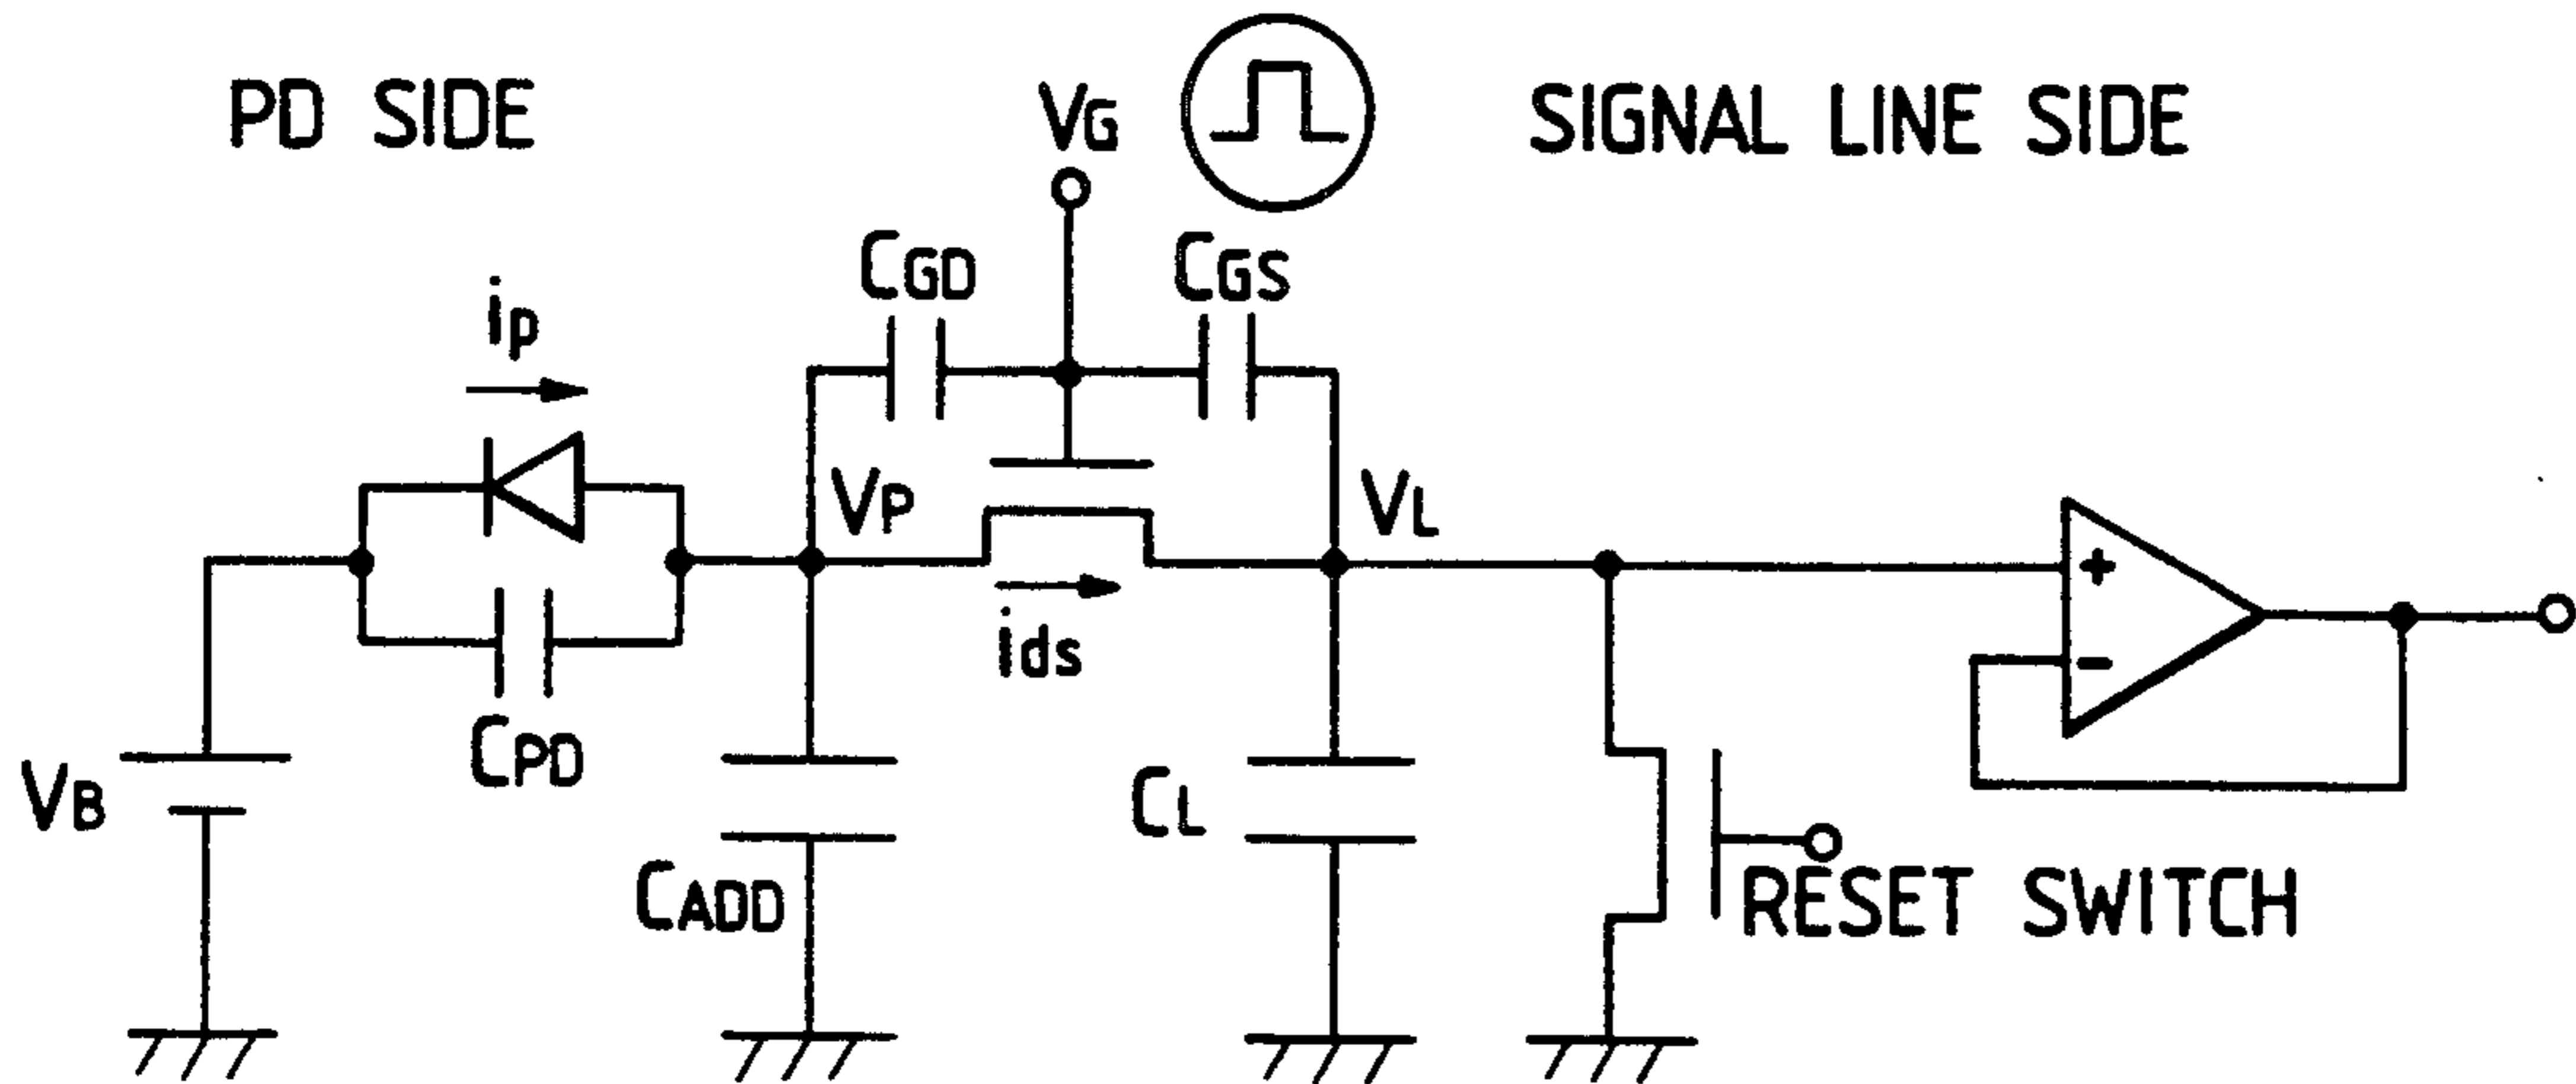 PD SIDE
VG
SIGNAL LINE SIDE
CGD
CGS
ip
VP
VL
+
-
ids
CPD
VB
CL
CADD
RESET SWITCH